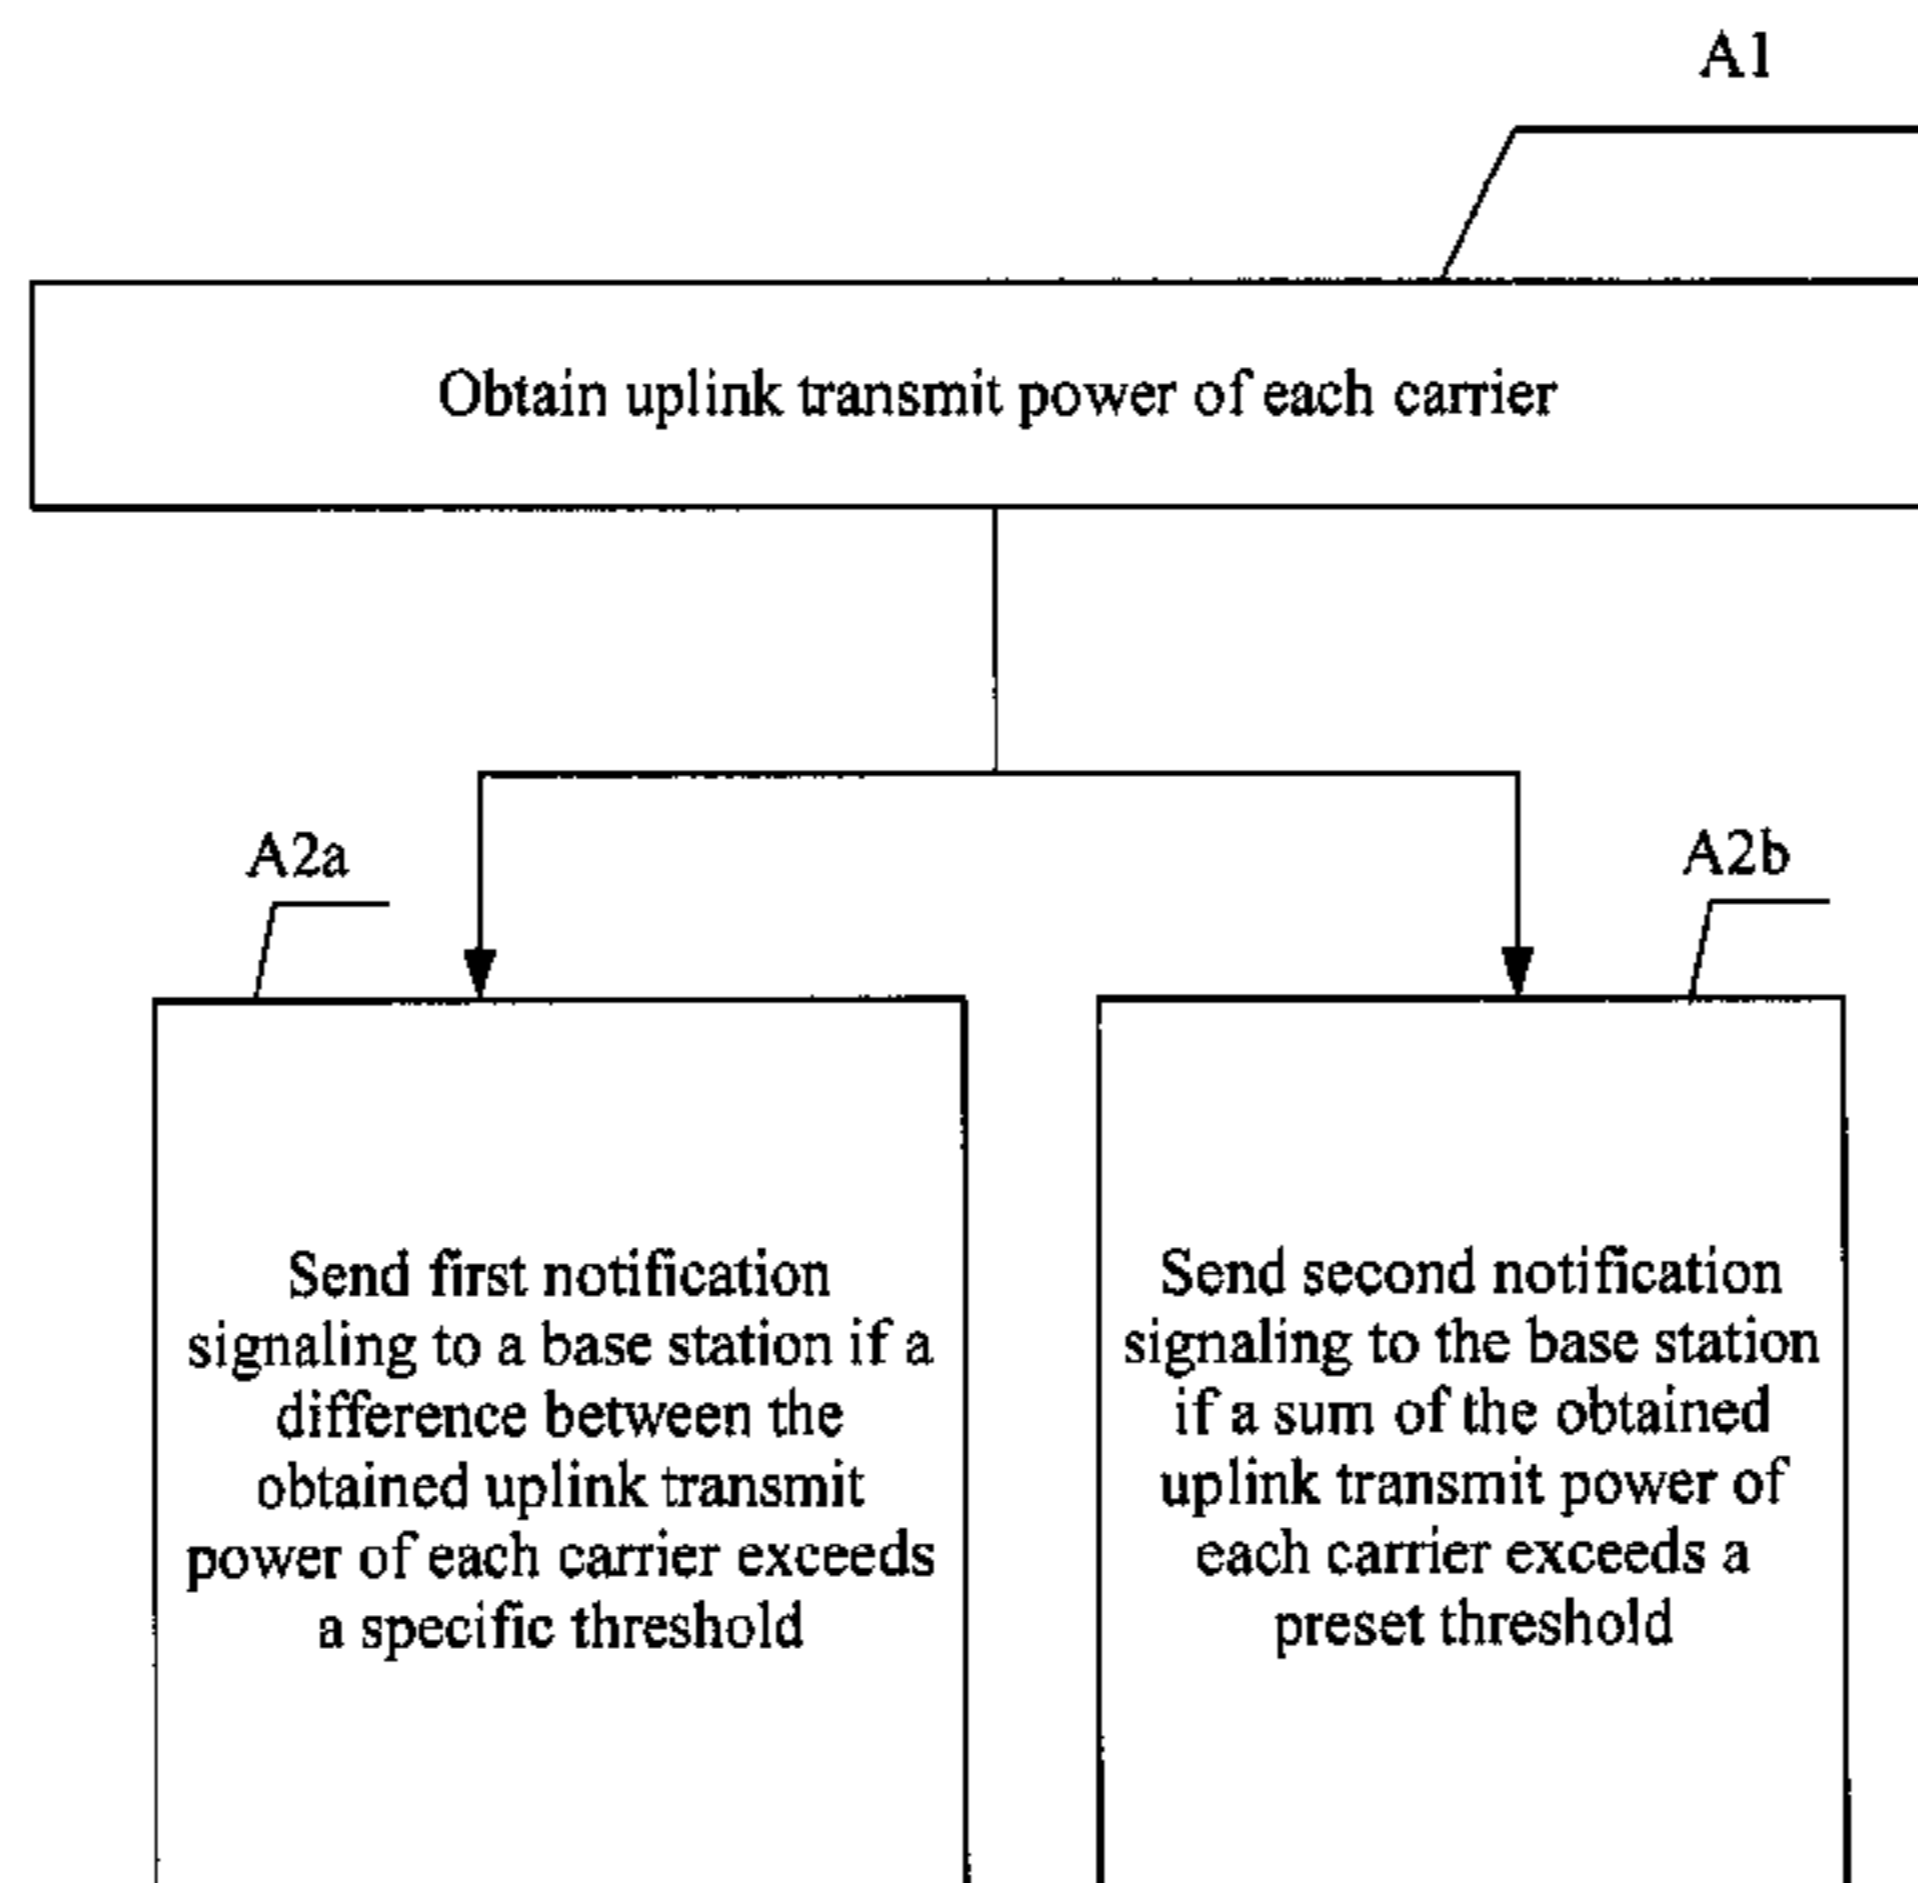 A1
Obtain uplink transmit power of each carrier
A2a
A2b
Send first notification
signaling to a base station if a
difference between the
obtained uplink transmit
power of each carrier exceeds
a specific threshold
Send second notification
signaling to the base station
if a sum of the obtained
uplink transmit power of
each carrier exceeds a
preset threshold